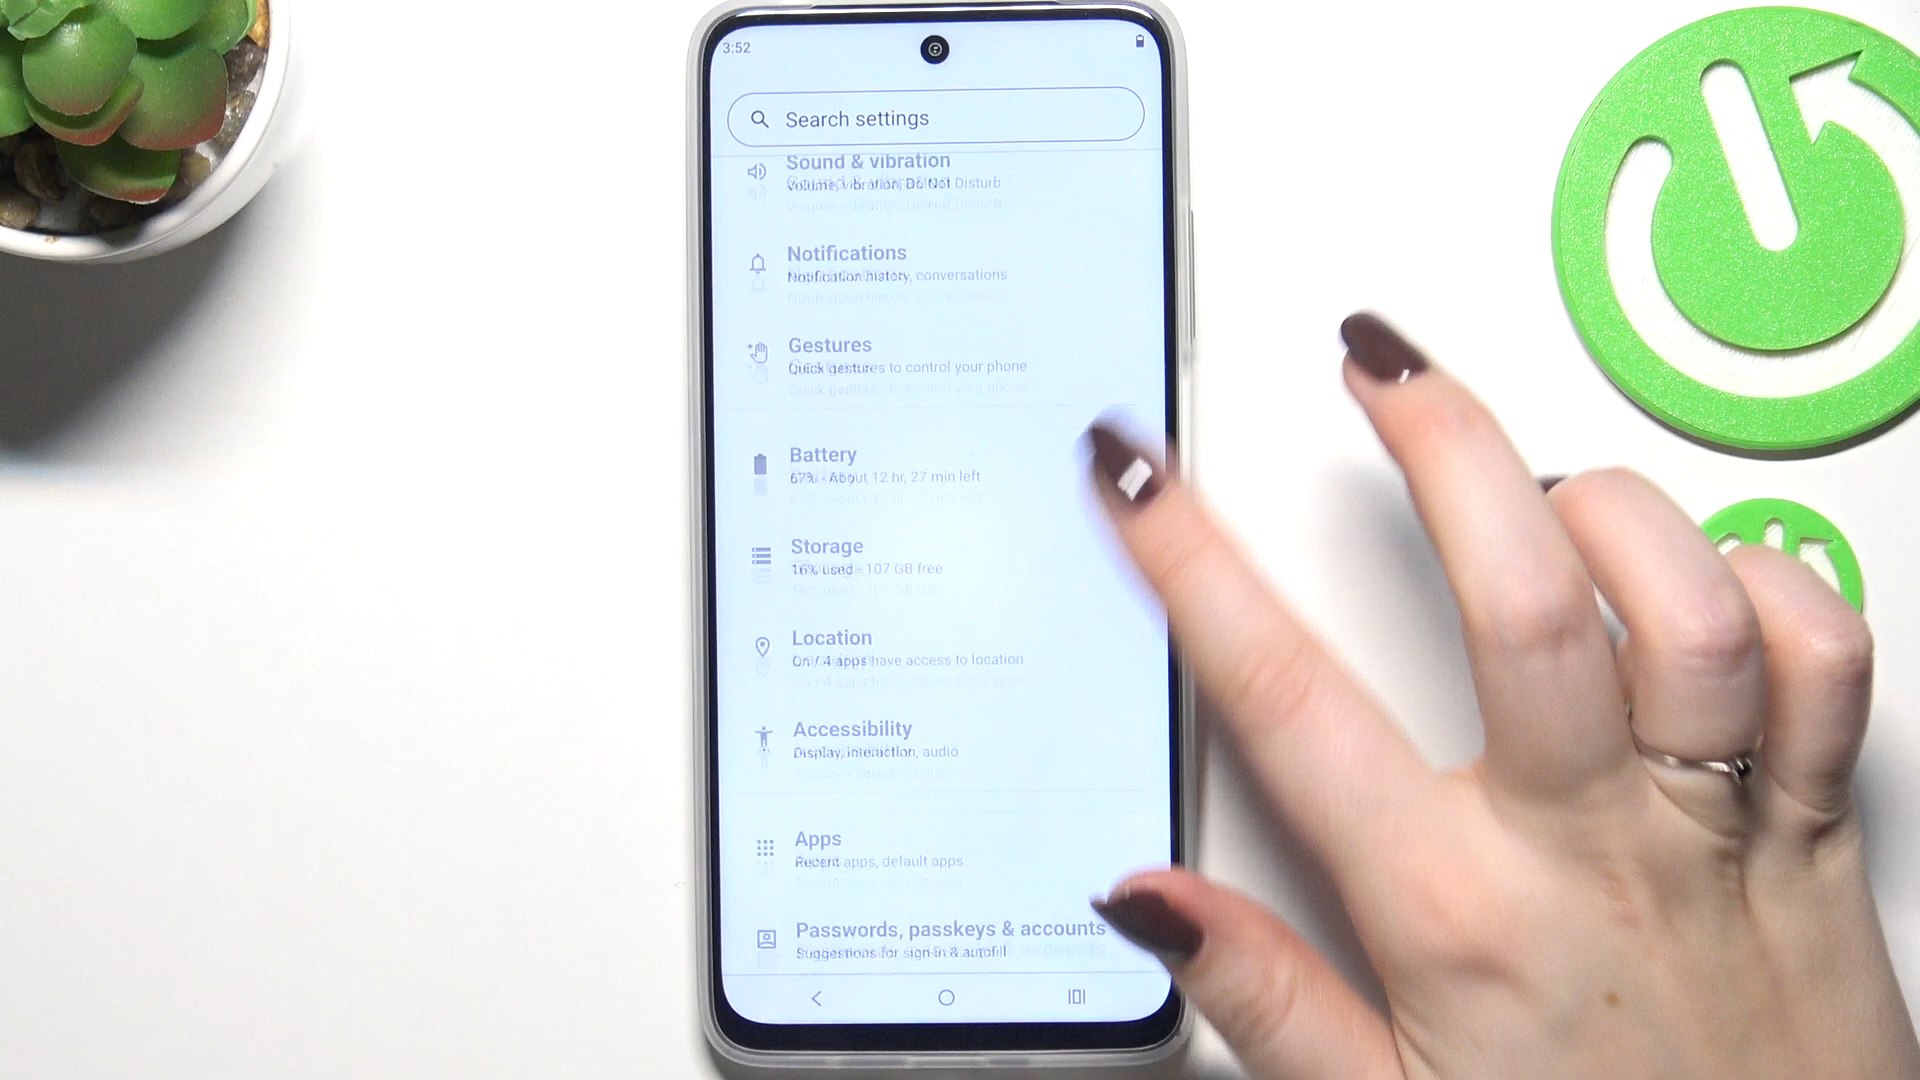 3:52
Search settings
Sound & vibration
Volume, vibration, Do Not Disturb
Notifications
Notification history, conversations
Gestures
Quick gestures to control your phone
Battery
67% - About 12 hr, 27 min left
Storage
16% used - 107 GB free
Location
On / 4 apps have access to location
Accessibility
Display, interaction, audio
Apps
Recent apps, default apps
Passwords, passkeys & accounts
Suggestions for sign-in & autofill